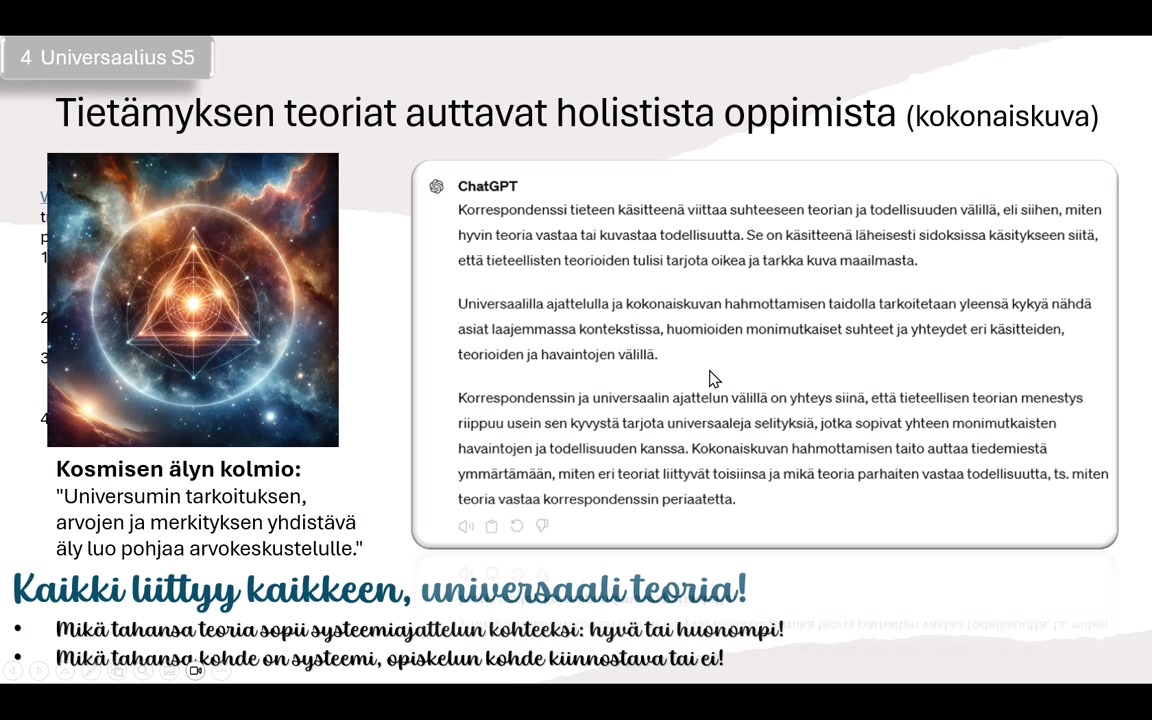 4 Universaalius S5
Tietämyksen teoriat auttavat holistista oppimista (kokonaiskuva)
1
2
3
4
Kosmisen älyn kolmio:
"Universumin tarkoituksen,
arvojen ja merkityksen yhdistävä
äly luo pohjaa arvokeskustelulle."
ChatGPT
Korrespondenssi tieteen käsitteenä viittaa suhteeseen teorian ja todellisuuden välillä, eli siihen, miten
hyvin teoria vastaa tai kuvastaa todellisuutta. Se on käsitteenä läheisesti sidoksissa käsitykseen siitä,
että tieteellisten teorioiden tulisi tarjota oikea ja tarkka kuva maailmasta.
Universaalilla ajattelulla ja kokonaiskuvan hahmottamisen taidolla tarkoitetaan yleensä kykyä nähdä
asiat laajemmassa kontekstissa, huomioiden monimutkaiset suhteet ja yhteydet eri käsitteiden,
teorioiden ja havaintojen välillä.
Korrespondenssin ja universaalin ajattelun välillä on yhteys siinä, että tieteellisen teorian menestys
riippuu usein sen kyvystä tarjota universaaleja selityksiä, jotka sopivat yhteen monimutkaisten
havaintojen ja todellisuuden kanssa. Kokonaiskuvan hahmottamisen taito auttaa tiedemiestä
ymmärtämään, miten eri teoriat liittyvät toisiinsa ja mikä teoria parhaiten vastaa todellisuutta, ts. miten
teoria vastaa korrespondenssin periaatetta.
Kaikki liittyy kaikkeen, universaali teoria!
• Mikä tahansa teoria sopii systeemiajattelun kohteeksi: hyvä tai huonompi!
• Mikä tahansa kohde on systeemi, opiskelun kohde kiinnostava tai ei!